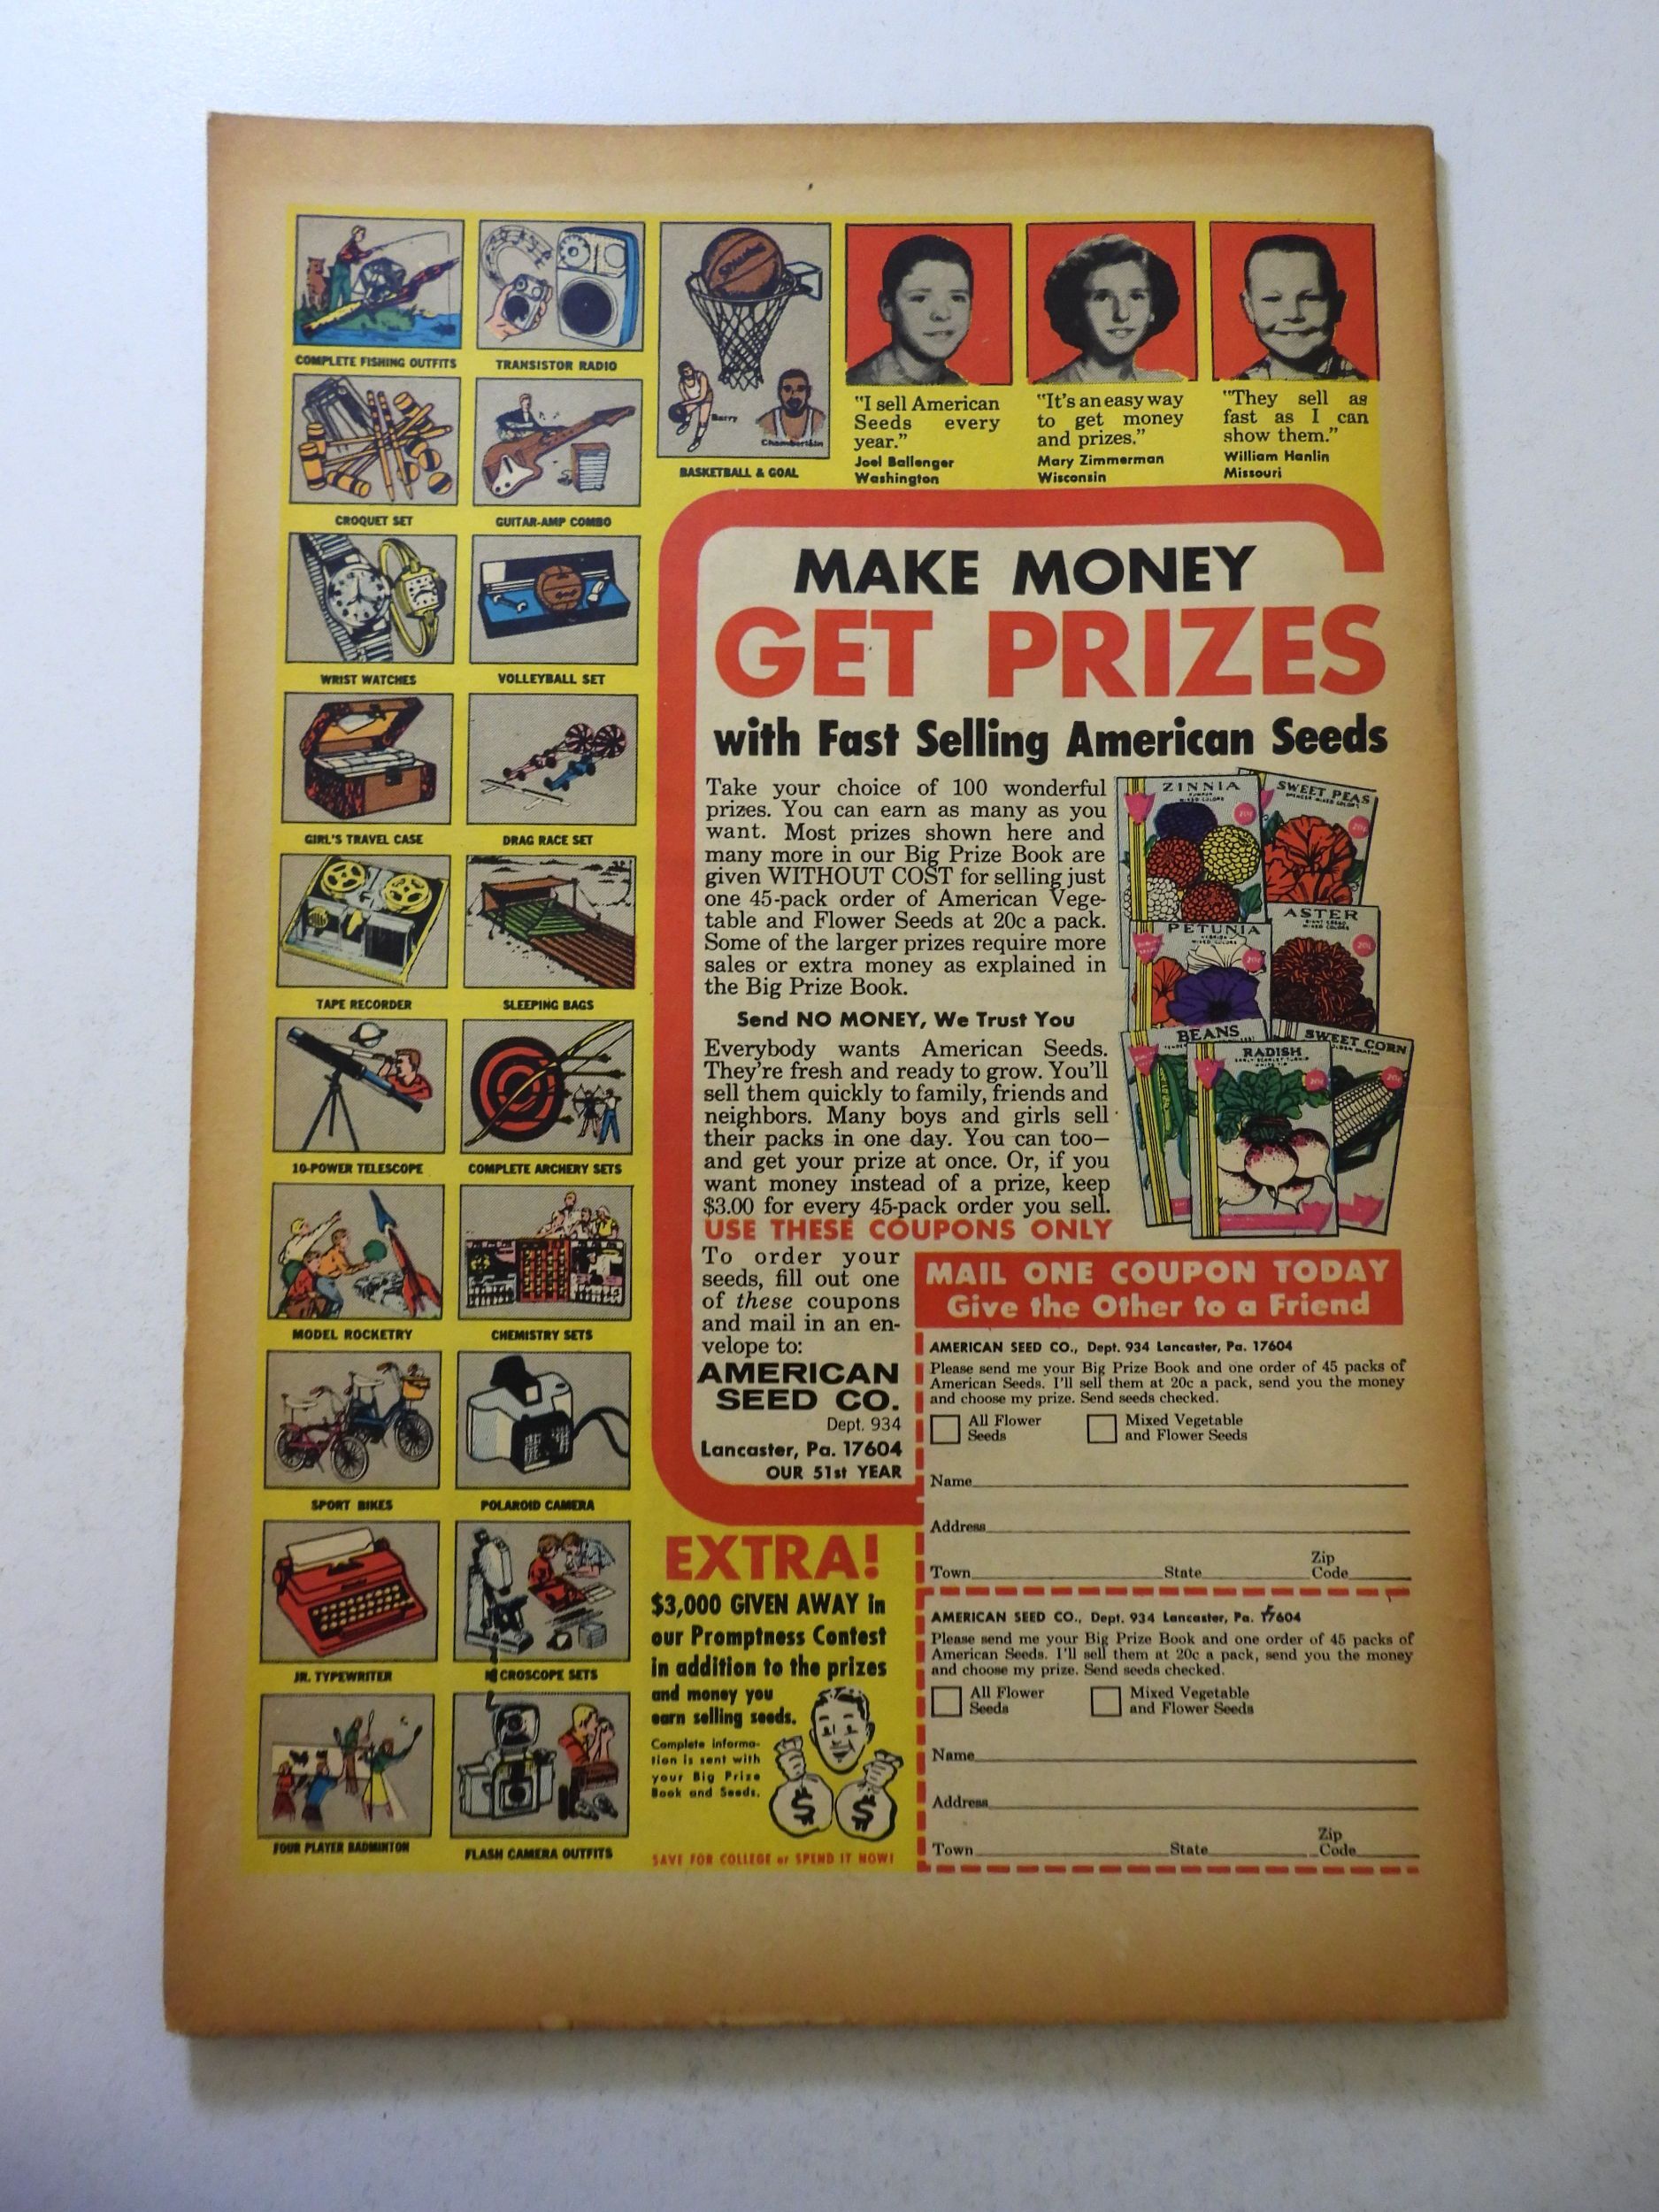 COMPLETE FISHING OUTFITS
TRANSISTOR RADIO
SPALDING
Barry
Chamberlain
BASKETBALL & GOAL
CROQUET SET
GUITAR-AMP COMBO
WRIST WATCHES
VOLLEYBALL SET
GIRL'S TRAVEL CASE
DRAG RACE SET
TAPE RECORDER
SLEEPING BAGS
10-POWER TELESCOPE
COMPLETE ARCHERY SETS
MODEL ROCKETRY
CHEMISTRY SETS
SPORT BIKES
POLAROID CAMERA
JR. TYPEWRITER
CROSCOPE SETS
FOUR PLAYER BADMINTON
FLASH CAMERA OUTFITS
"I sell American
Seeds every
year."
Joel Ballenger
Washington
"It's an easy way
to get money
and prizes."
Mary Zimmerman
Wisconsin
"They sell as
fast as I can
show them."
William Hanlin
Missouri
MAKE MONEY
GET PRIZES
with Fast Selling American Seeds
Take your choice of 100 wonderful
prizes. You can earn as many as you
want. Most prizes shown here and
many more in our Big Prize Book are
given WITHOUT COST for selling just
one 45-pack order of American Vege-
table and Flower Seeds at 20c a pack.
Some of the larger prizes require more
sales or extra money as explained in
the Big Prize Book.
Send NO MONEY, We Trust You
Everybody wants American Seeds.
They're fresh and ready to grow. You'll
sell them quickly to family, friends and
neighbors. Many boys and girls sell
their packs in one day. You can too—
and get your prize at once. Or, if you
want money instead of a prize, keep
$3.00 for every 45-pack order you sell.
USE THESE COUPONS ONLY
ZINNIA
MIXED COLORS
20¢
SWEET PEAS
20¢
PETUNIA
MIXED COLORS
20¢
ASTER
MIXED COLORS
20¢
BEANS
RADISH
20¢
SWEET CORN
20¢
To order your
seeds, fill out one
of these coupons
and mail in an en-
velope to:
AMERICAN
SEED CO.
Dept. 934
Lancaster, Pa. 17604
OUR 51st YEAR
MAIL ONE COUPON TODAY
Give the Other to a Friend
AMERICAN SEED CO., Dept. 934 Lancaster, Pa. 17604
Please send me your Big Prize Book and one order of 45 packs of
American Seeds. I'll sell them at 20c a pack, send you the money
and choose my prize. Send seeds checked.
All Flower
Seeds
Mixed Vegetable
and Flower Seeds
Name
Address
Town State Zip Code
AMERICAN SEED CO., Dept. 934 Lancaster, Pa. 17604
Please send me your Big Prize Book and one order of 45 packs of
American Seeds. I'll sell them at 20c a pack, send you the money
and choose my prize. Send seeds checked.
All Flower
Seeds
Mixed Vegetable
and Flower Seeds
Name
Address
Town State Zip Code
EXTRA!
$3,000 GIVEN AWAY in
our Promptness Contest
in addition to the prizes
and money you
earn selling seeds.
Complete informa-
tion is sent with
your Big Prize
Book and Seeds.
$ $
SAVE FOR COLLEGE or SPEND IT NOW!